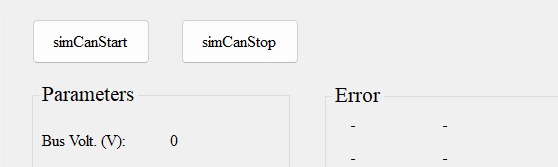 simCanStart simCanStop
Parameters Error
- -
Bus Volt. (V): 0
- -